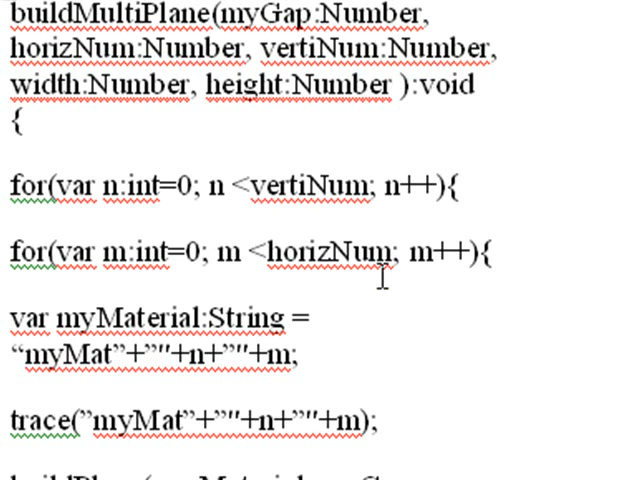 buildMultiPlane(myGap:Number,
horizNum:Number, vertiNum:Number,
width:Number, height:Number ):void
{
for(var n:int=0; n <vertiNum; n++){
for(var m:int=0; m <horizNum; m++){
var myMaterial:String =
“myMat”+”"+n+”"+m;
trace(”myMat”+”"+n+”"+m);